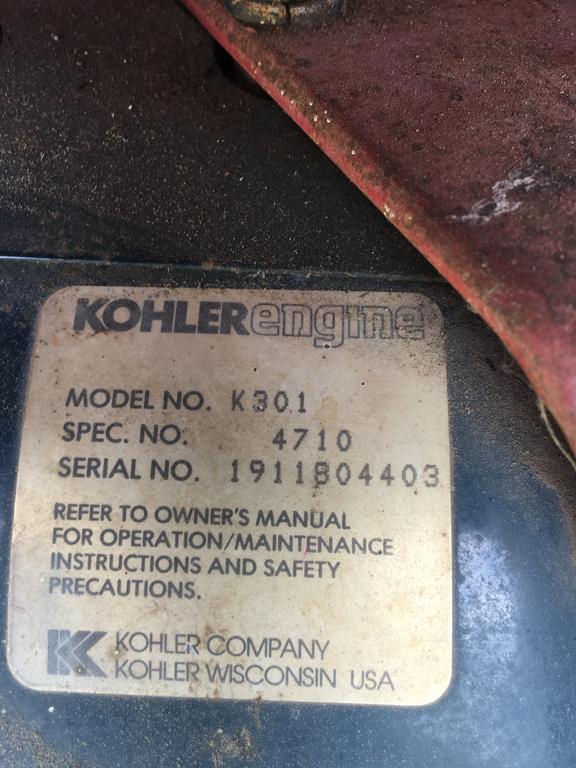 KOHLERengine
MODEL NO. K301
SPEC. NO. 4710
SERIAL NO. 1911804403
REFER TO OWNER'S MANUAL
FOR OPERATION/MAINTENANCE
INSTRUCTIONS AND SAFETY
PRECAUTIONS.
KOHLER COMPANY
KOHLER WISCONSIN USA